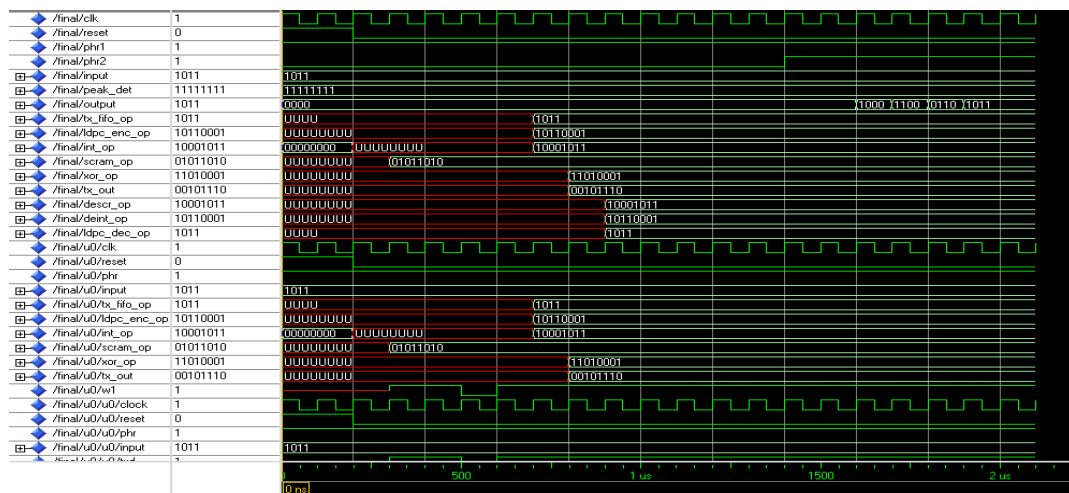 /final/clk 1
/final/reset 0
/final/phr1 1
/final/phr2 1
/final/input 1011 1011
/final/peak_det 11111111 11111111
/final/output 1011 0000 1000 1100 0110 1011
/final/tx_fifo_op 1011 UUUU 1011
/final/ldpc_enc_op 10110001 UUUUUUUU 10110001
/final/int_op 10001011 00000000 UUUUUUUU 10001011
/final/scram_op 01011010 UUUUUUUU 01011010
/final/xor_op 11010001 UUUUUUUU 11010001
/final/tx_out 00101110 UUUUUUUU 00101110
/final/descr_op 10001011 UUUUUUUU 10001011
/final/deint_op 10110001 UUUUUUUU 10110001
/final/ldpc_dec_op 1011 UUUU 1011
/final/u0/clk 1
/final/u0/reset 0
/final/u0/phr 1
/final/u0/input 1011 1011
/final/u0/tx_fifo_op 1011 UUUU 1011
/final/u0/ldpc_enc_op 10110001 UUUUUUUU 10110001
/final/u0/int_op 10001011 00000000 UUUUUUUU 10001011
/final/u0/scram_op 01011010 UUUUUUUU 01011010
/final/u0/xor_op 11010001 UUUUUUUU 11010001
/final/u0/tx_out 00101110 UUUUUUUU 00101110
/final/u0/w1 1
/final/u0/u0/clock 1
/final/u0/u0/reset 0
/final/u0/u0/phr 1
/final/u0/u0/input 1011 1011
500 1 us 1500 2 us
0 ns